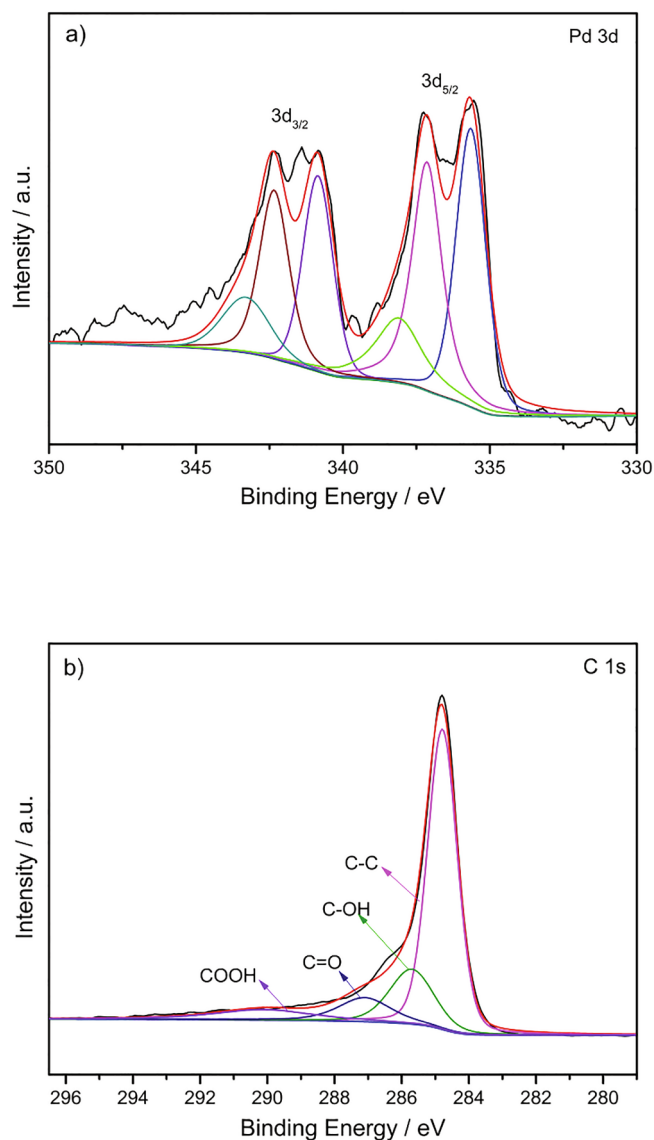 a)
Pd 3d
3d5/2
3d3/2
Intensity / a.u.
350
345
340
335
330
Binding Energy / eV
b)
C 1s
C-C
C-OH
C=O
COOH
Intensity / a.u.
296
294
292
290
288
286
284
282
280
Binding Energy / eV